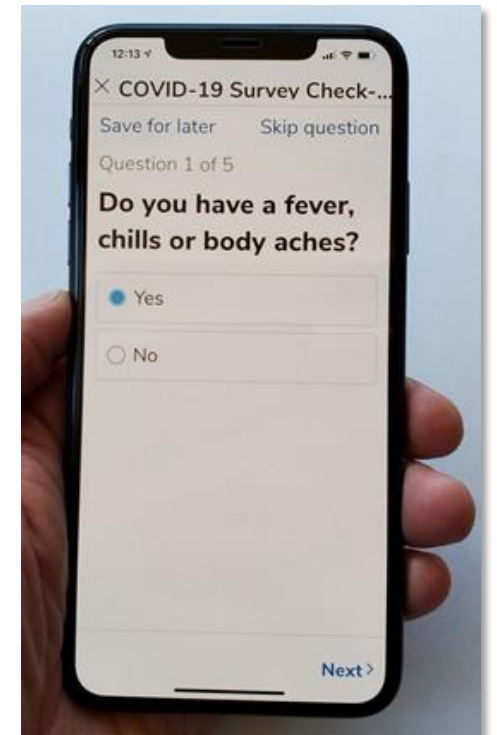 12:13
× COVID-19 Survey Check-...
Save for later Skip question
Question 1 of 5
Do you have a fever,
chills or body aches?
Yes
No
Next >